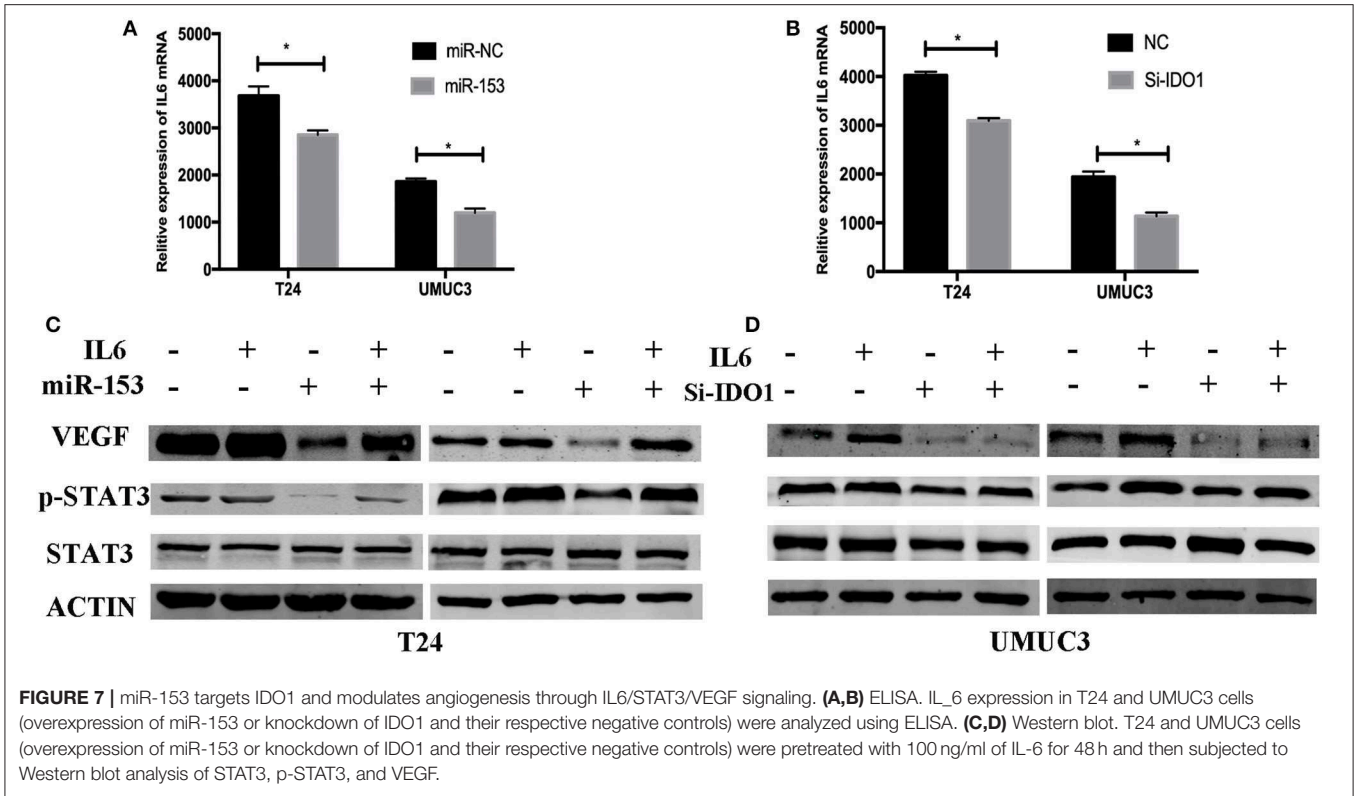 A
Relitive expression of IL6 mRNA
5000
4000
3000
2000
1000
0
*
*
miR-NC
miR-153
T24
UMUC3
B
Relative expression of IL6 mRNA
5000
4000
3000
2000
1000
0
*
*
NC
Si-IDO1
T24
UMUC3
C
IL6 - + - + - + - +
miR-153 - - + + - - + +
VEGF
p-STAT3
STAT3
ACTIN
T24
D
IL6 - + - + - + - +
Si-IDO1 - - + + - - + +
UMUC3
FIGURE 7 | miR-153 targets IDO1 and modulates angiogenesis through IL6/STAT3/VEGF signaling. (A,B) ELISA. IL_6 expression in T24 and UMUC3 cells
(overexpression of miR-153 or knockdown of IDO1 and their respective negative controls) were analyzed using ELISA. (C,D) Western blot. T24 and UMUC3 cells
(overexpression of miR-153 or knockdown of IDO1 and their respective negative controls) were pretreated with 100 ng/ml of IL-6 for 48 h and then subjected to
Western blot analysis of STAT3, p-STAT3, and VEGF.